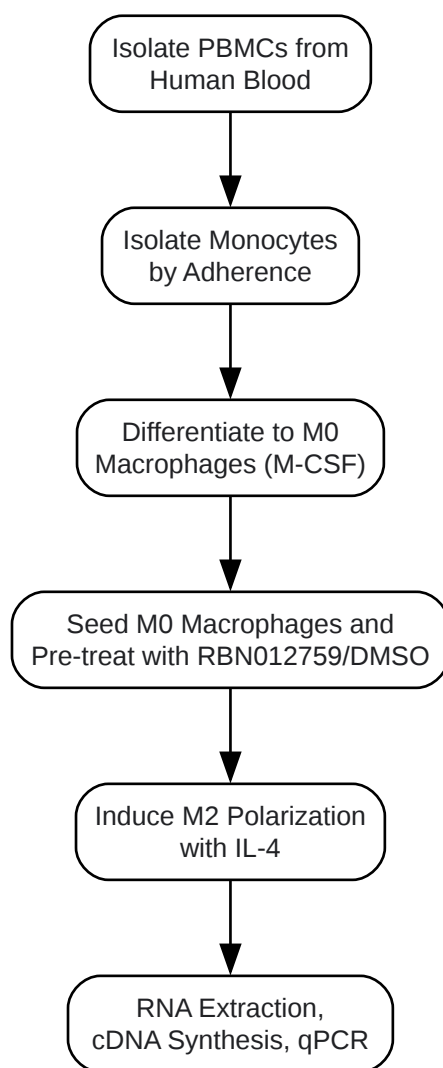 Isolate PBMCs from
Human Blood
Isolate Monocytes
by Adherence
Differentiate to M0
Macrophages (M-CSF)
Seed M0 Macrophages and
Pre-treat with RBN012759/DMSO
Induce M2 Polarization
with IL-4
RNA Extraction,
cDNA Synthesis, qPCR